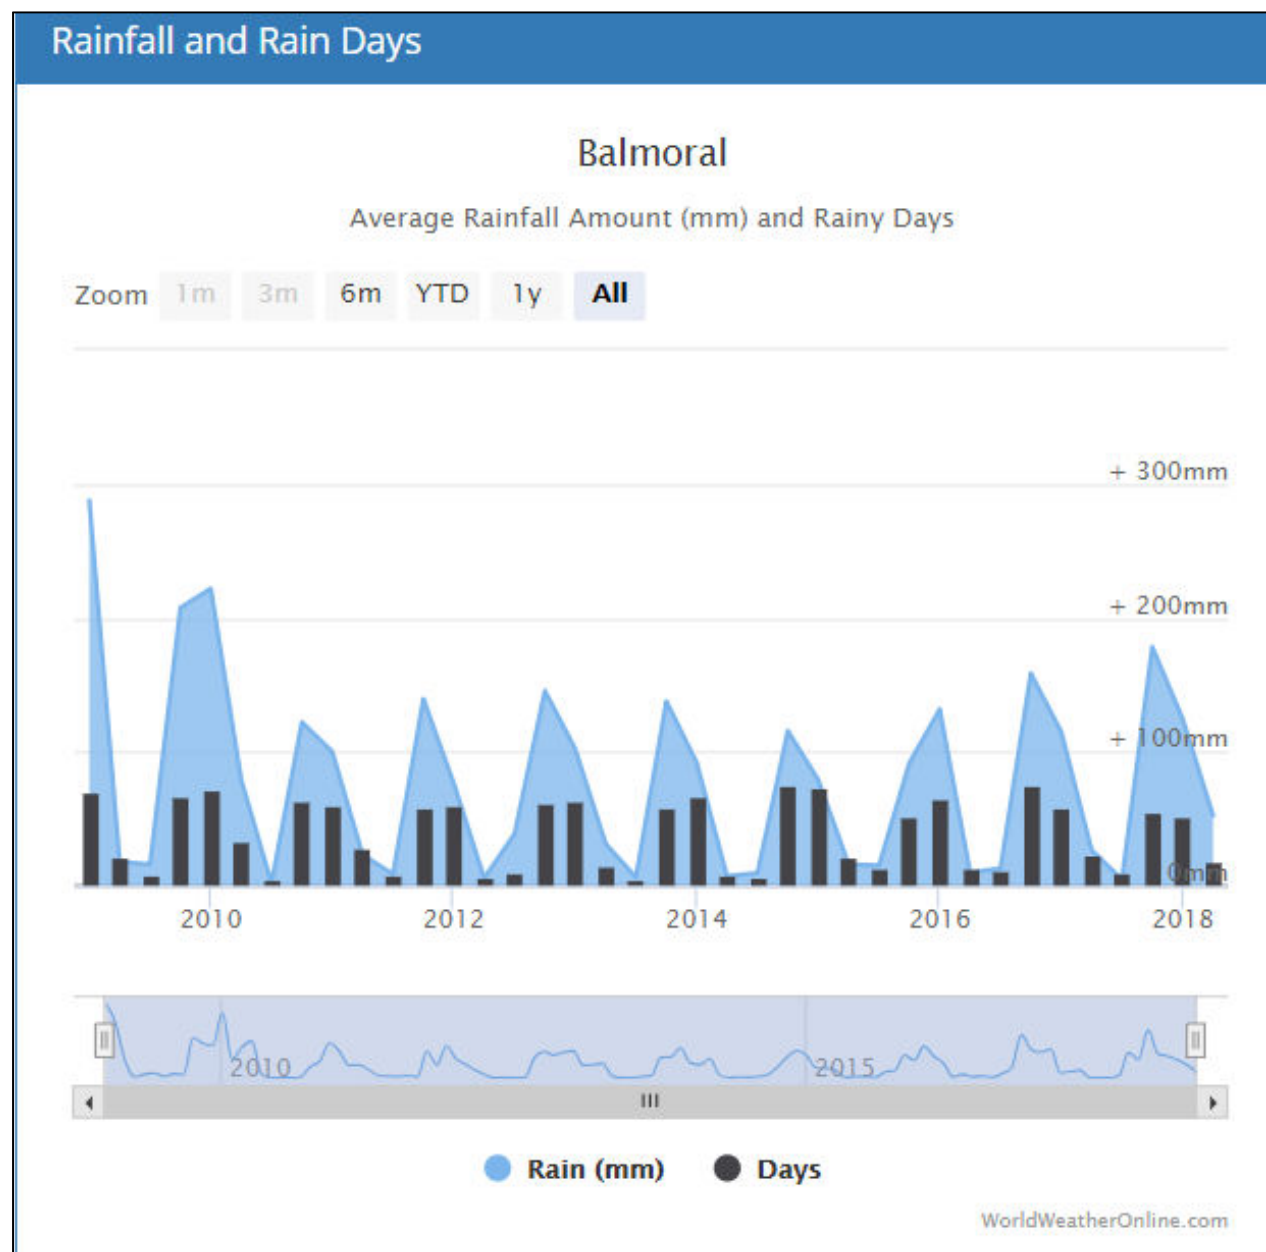 Rainfall and Rain Days
Balmoral
Average Rainfall Amount (mm) and Rainy Days
Zoom 1m 3m 6m YTD 1y All
+ 300mm
+ 200mm
+ 100mm
0mm
2010 2012 2014 2016 2018
2010 2015
Rain (mm) Days
WorldWeatherOnline.com